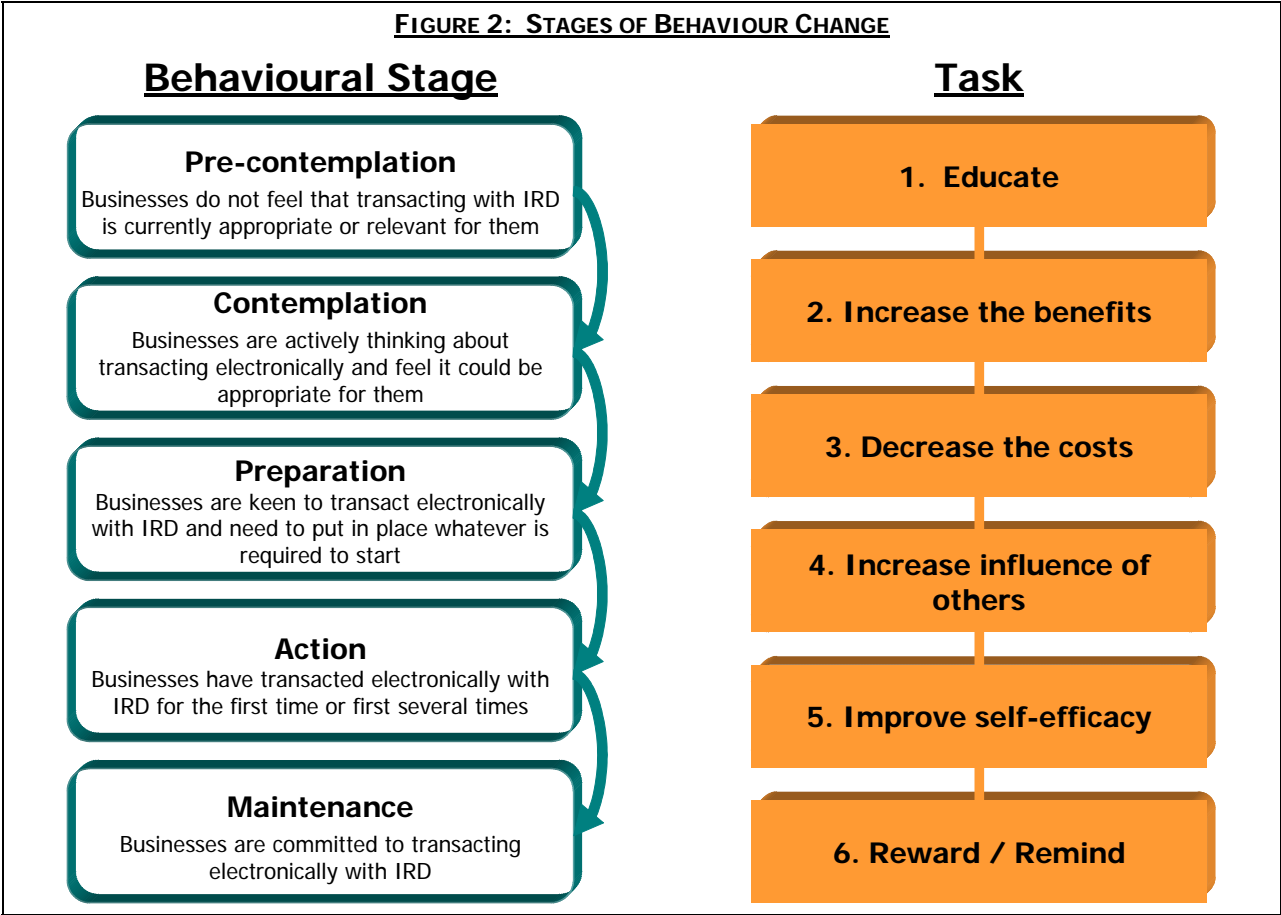 FIGURE 2: STAGES OF BEHAVIOUR CHANGE
Behavioural Stage
Pre-contemplation
Businesses do not feel that transacting with IRD
is currently appropriate or relevant for them
Contemplation
Businesses are actively thinking about
transacting electronically and feel it could be
appropriate for them
Preparation
Businesses are keen to transact electronically
with IRD and need to put in place whatever is
required to start
Action
Businesses have transacted electronically with
IRD for the first time or first several times
Maintenance
Businesses are committed to transacting
electronically with IRD
Task
1. Educate
2. Increase the benefits
3. Decrease the costs
4. Increase influence of
others
5. Improve self-efficacy
6. Reward / Remind